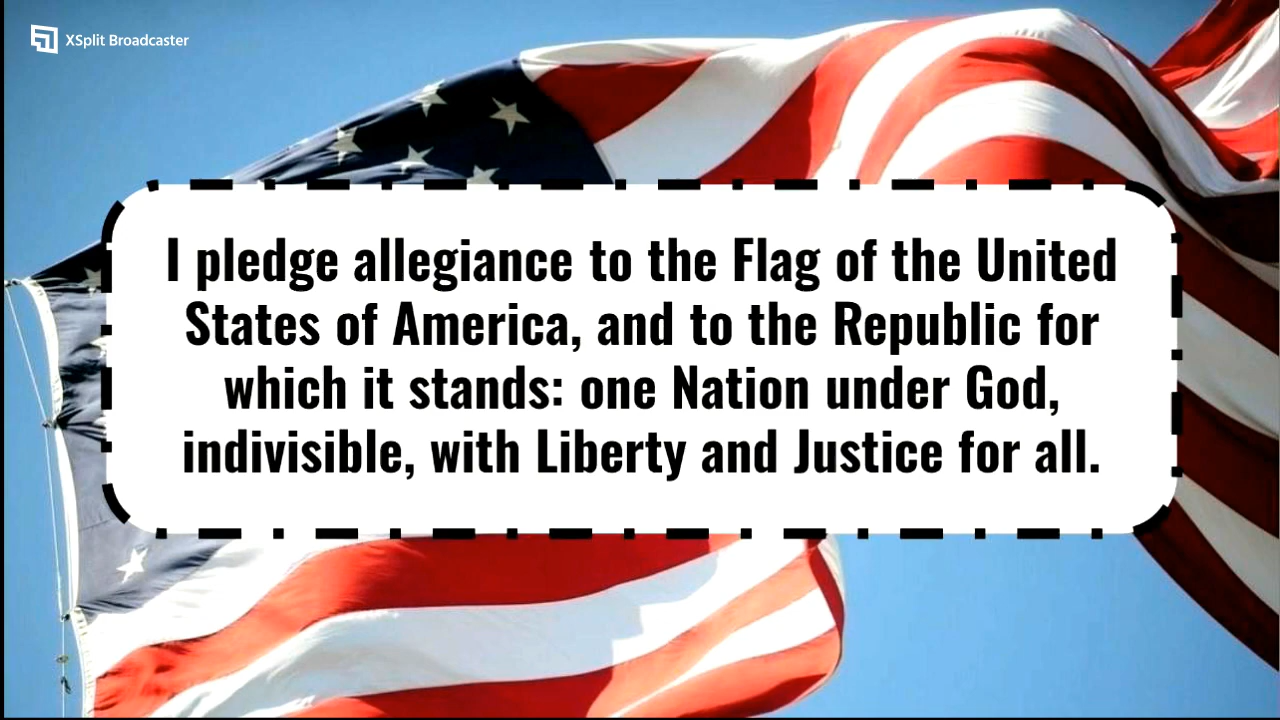 XSplit Broadcaster
I pledge allegiance to the Flag of the United
States of America, and to the Republic for
which it stands: one Nation under God,
indivisible, with Liberty and Justice for all.